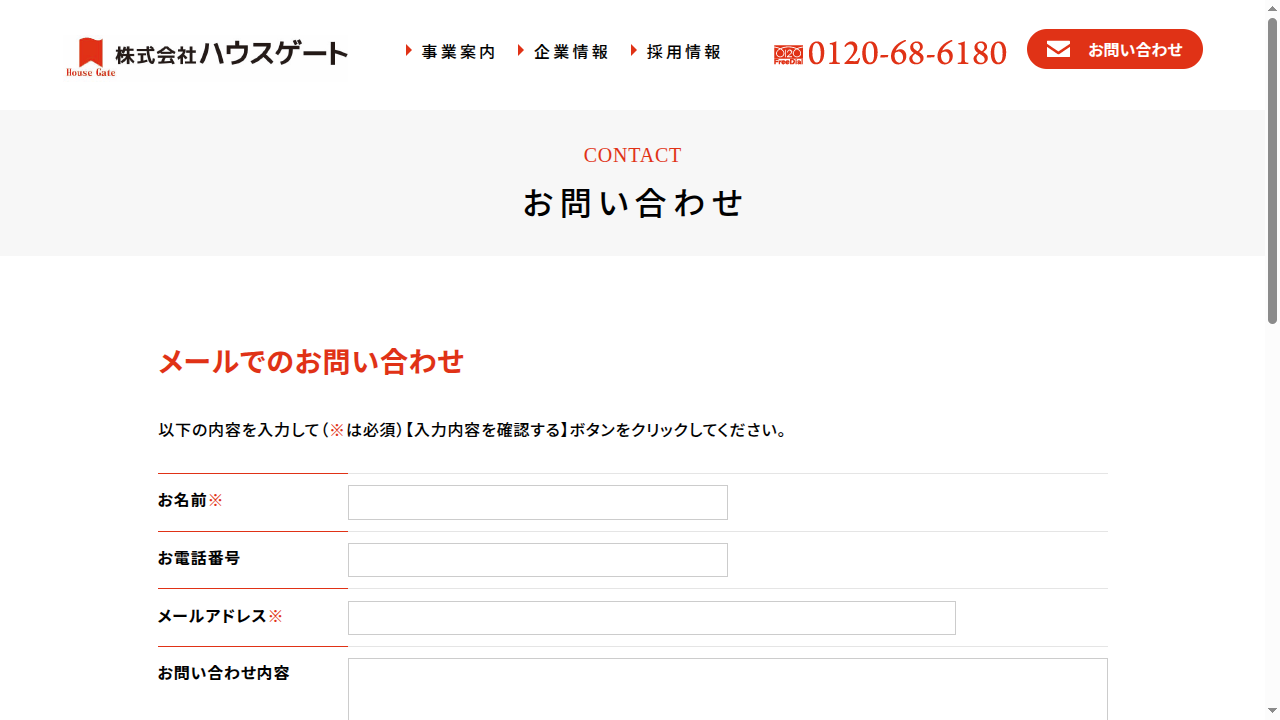 House Gate
株式会社ハウスゲート
事業案内
企業情報
採用情報
0120
FreeDial
0120-68-6180
お問い合わせ
CONTACT
お問い合わせ
メールでのお問い合わせ
以下の内容を入力して(※は必須)【入力内容を確認する】ボタンをクリックしてください。
お名前※
お電話番号
メールアドレス※
お問い合わせ内容